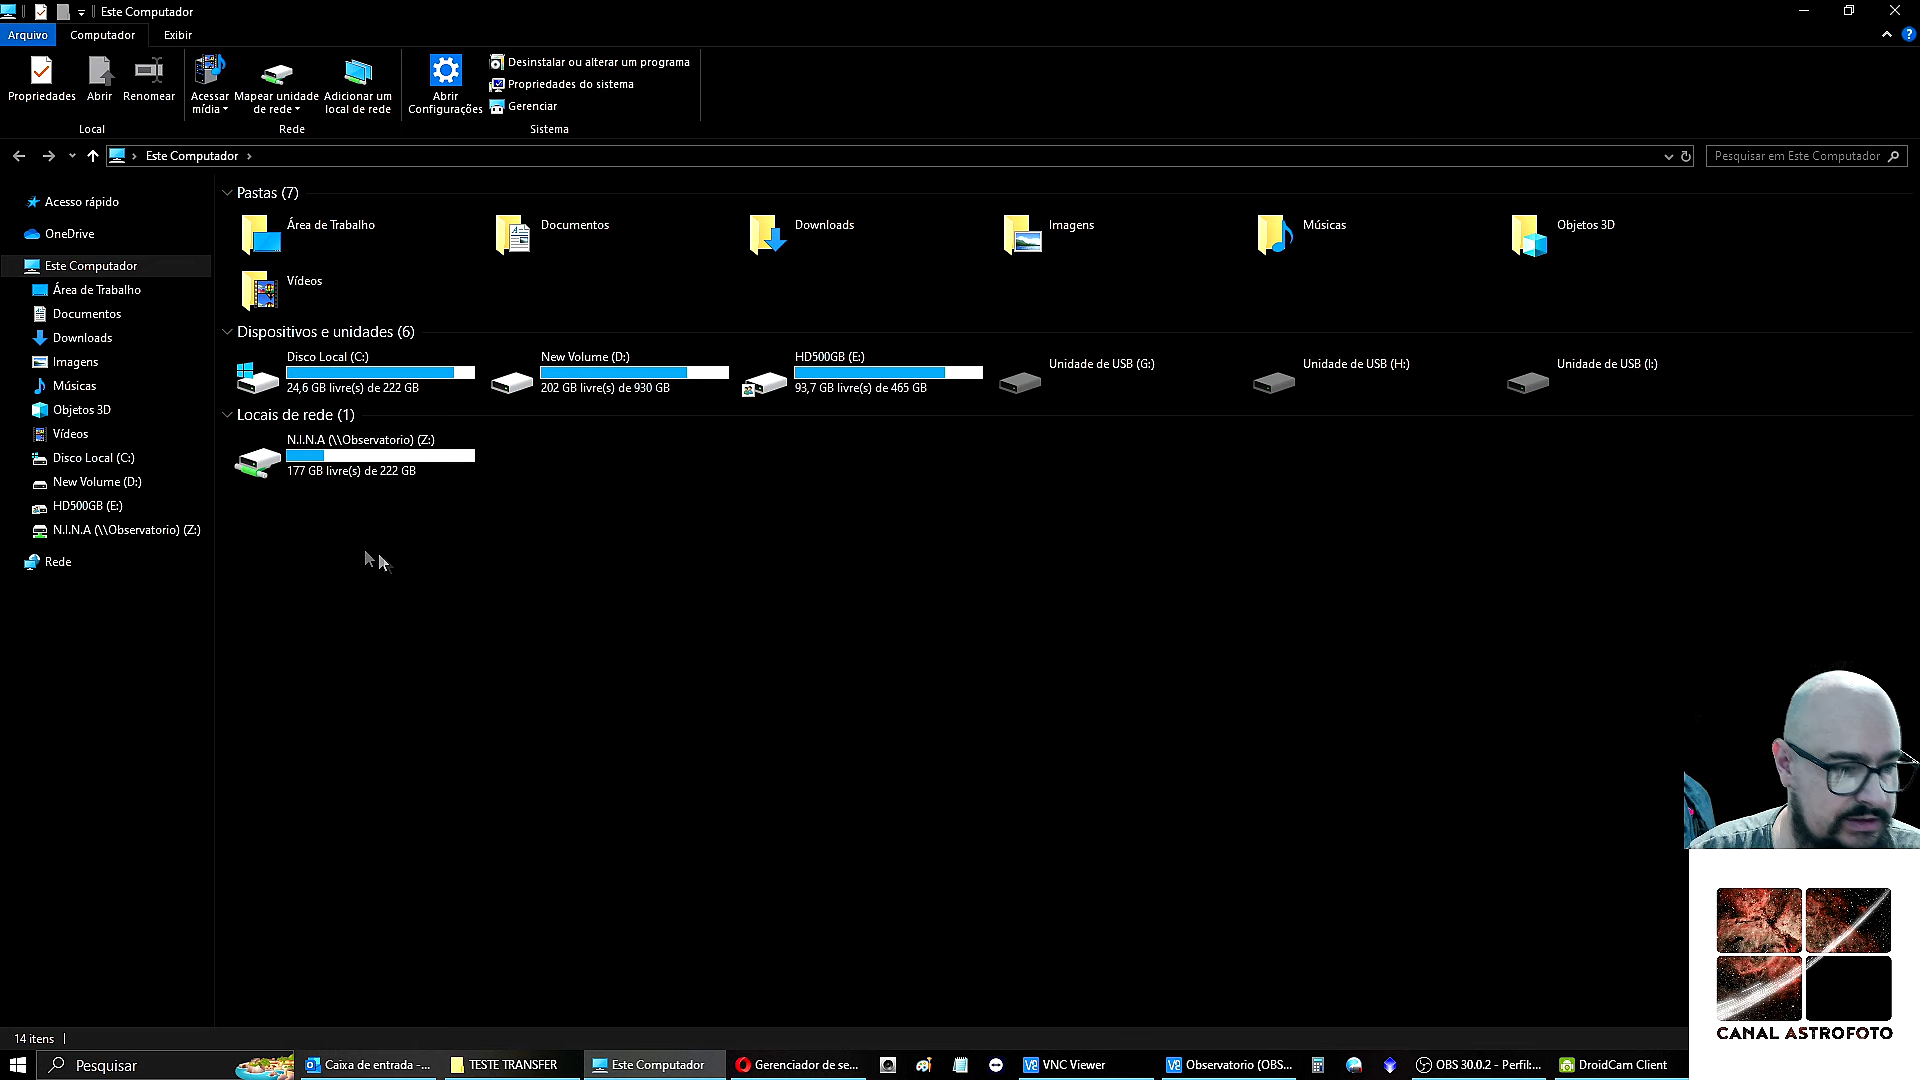 Este Computador
Arquivo
Computador
Exibir
Propriedades
Abrir
Renomear
Acessar
mídia
Mapear unidade
de rede
Adicionar um
local de rede
Abrir
Configurações
Desinstalar ou alterar um programa
Propriedades do sistema
Gerenciar
Local
Rede
Sistema
Este Computador
Pesquisar em Este Computador
Acesso rápido
OneDrive
Este Computador
Área de Trabalho
Documentos
Downloads
Imagens
Músicas
Objetos 3D
Vídeos
Disco Local (C:)
New Volume (D:)
HD500GB (E:)
N.I.N.A (\\Observatorio) (Z:)
Rede
Pastas (7)
Área de Trabalho
Documentos
Downloads
Imagens
Músicas
Objetos 3D
Vídeos
Dispositivos e unidades (6)
Disco Local (C:)
24,6 GB livre(s) de 222 GB
New Volume (D:)
202 GB livre(s) de 930 GB
HD500GB (E:)
93,7 GB livre(s) de 465 GB
Unidade de USB (G:)
Unidade de USB (H:)
Unidade de USB (I:)
Locais de rede (1)
N.I.N.A (\\Observatorio) (Z:)
177 GB livre(s) de 222 GB
CANAL ASTROFOTO
14 itens
Pesquisar
Caixa de entrada -...
TESTE TRANSFER
Este Computador
Gerenciador de se...
VNC Viewer
Observatorio (OBS...
OBS 30.0.2 - Perfil:...
DroidCam Client